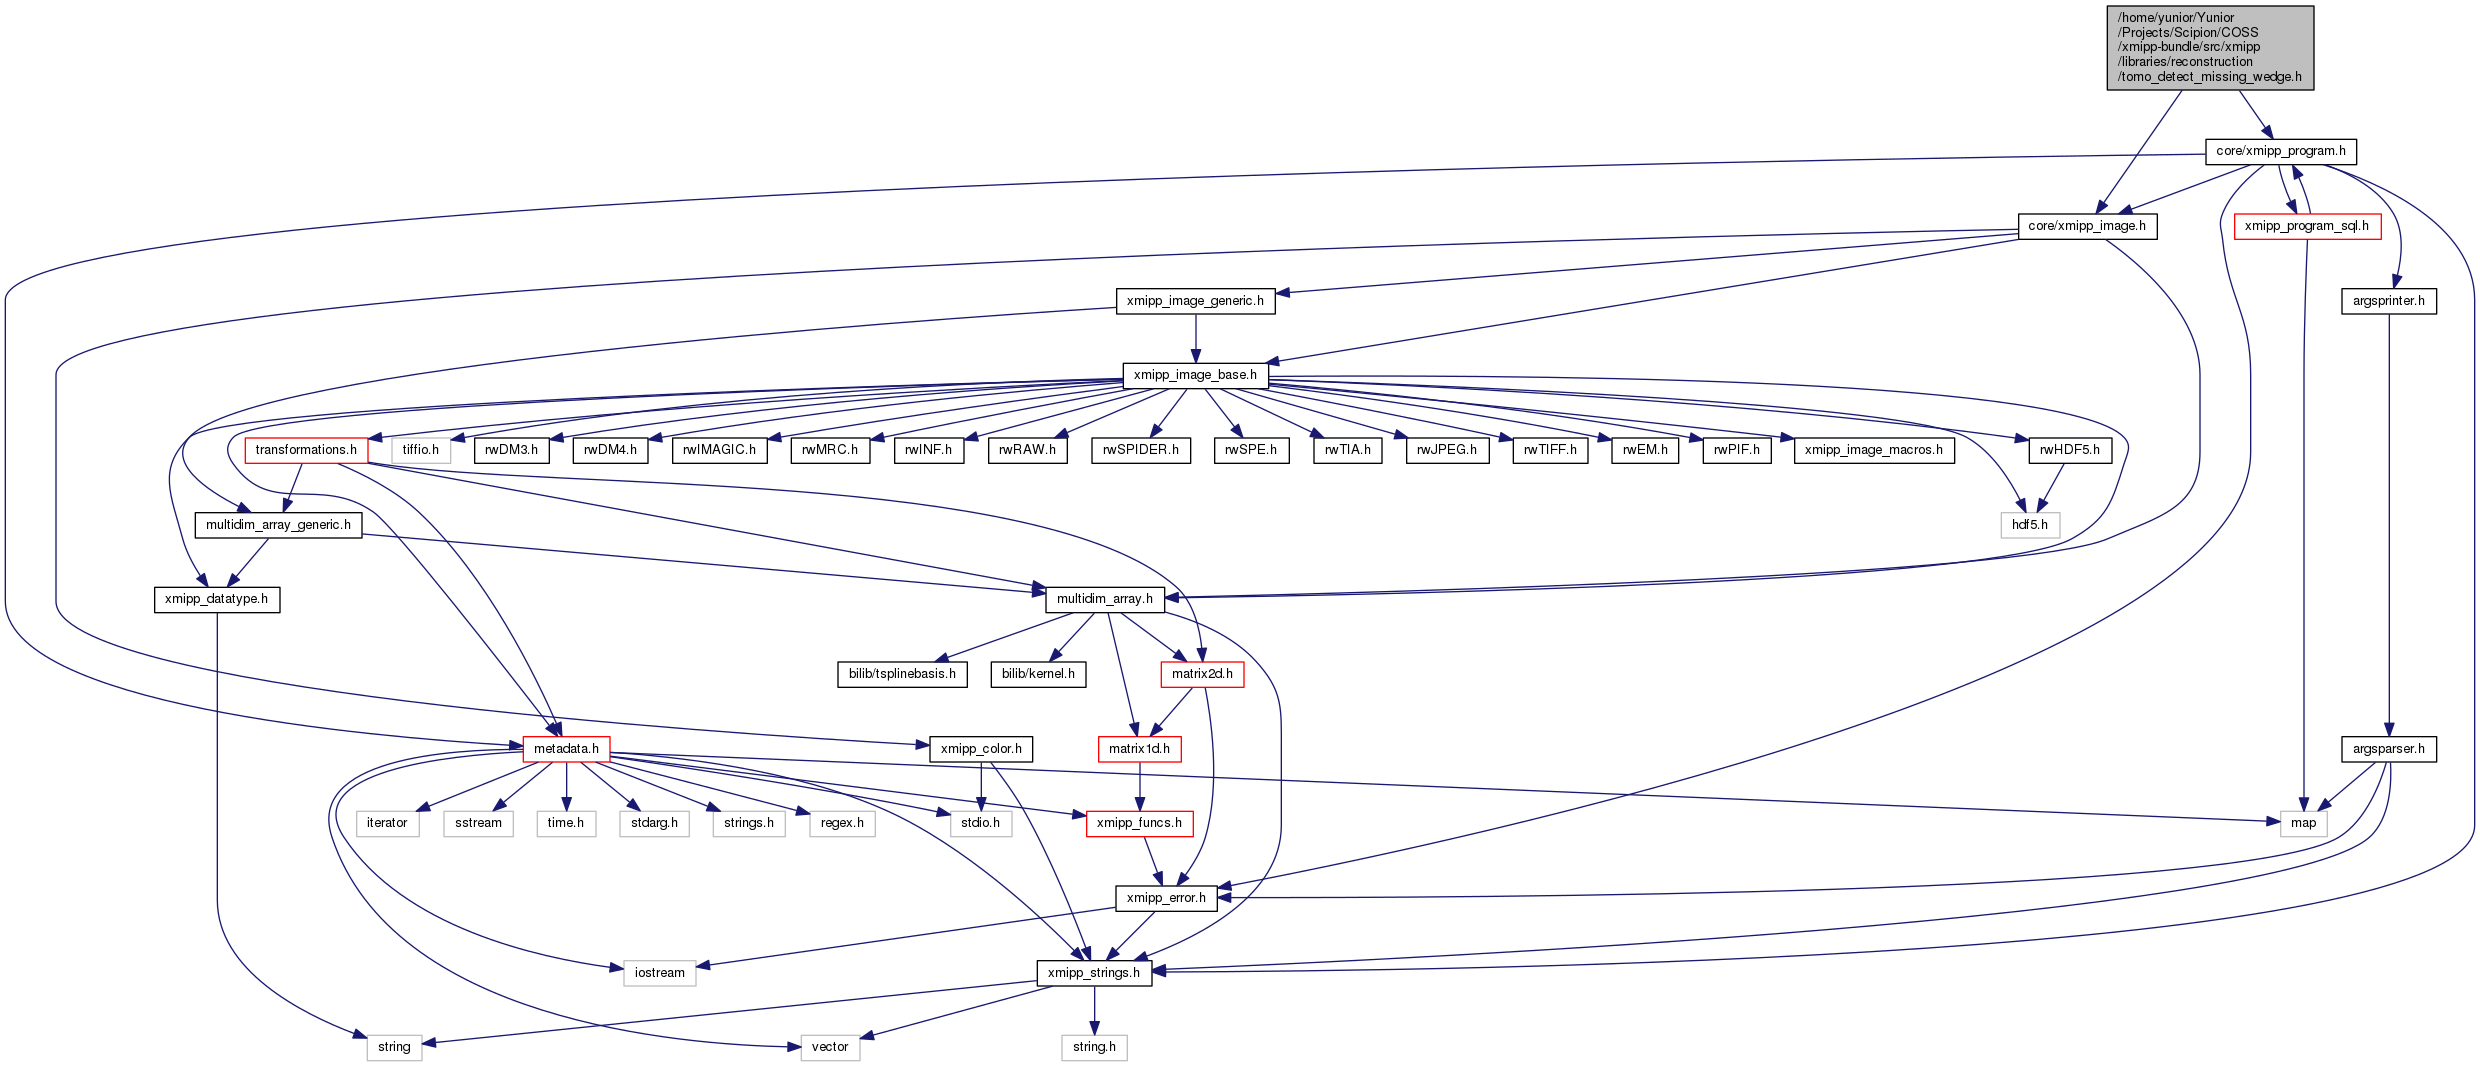 /home/yunior/Yunior
/Projects/Scipion/COSS
/xmipp-bundle/src/xmipp
/libraries/reconstruction
/tomo_detect_missing_wedge.h
core/xmipp_program.h
core/xmipp_image.h
xmipp_program_sql.h
xmipp_image_generic.h
argsprinter.h
xmipp_image_base.h
transformations.h
tiffio.h
rwDM3.h
rwDM4.h
rwIMAGIC.h
rwMRC.h
rwINF.h
rwRAW.h
rwSPIDER.h
rwSPE.h
rwTIA.h
rwJPEG.h
rwTIFF.h
rwEM.h
rwPIF.h
xmipp_image_macros.h
rwHDF5.h
multidim_array_generic.h
hdf5.h
xmipp_datatype.h
multidim_array.h
bilib/tsplinebasis.h
bilib/kernel.h
matrix2d.h
metadata.h
xmipp_color.h
matrix1d.h
argsparser.h
iterator
sstream
time.h
stdarg.h
strings.h
regex.h
stdio.h
xmipp_funcs.h
map
xmipp_error.h
iostream
xmipp_strings.h
string
vector
string.h